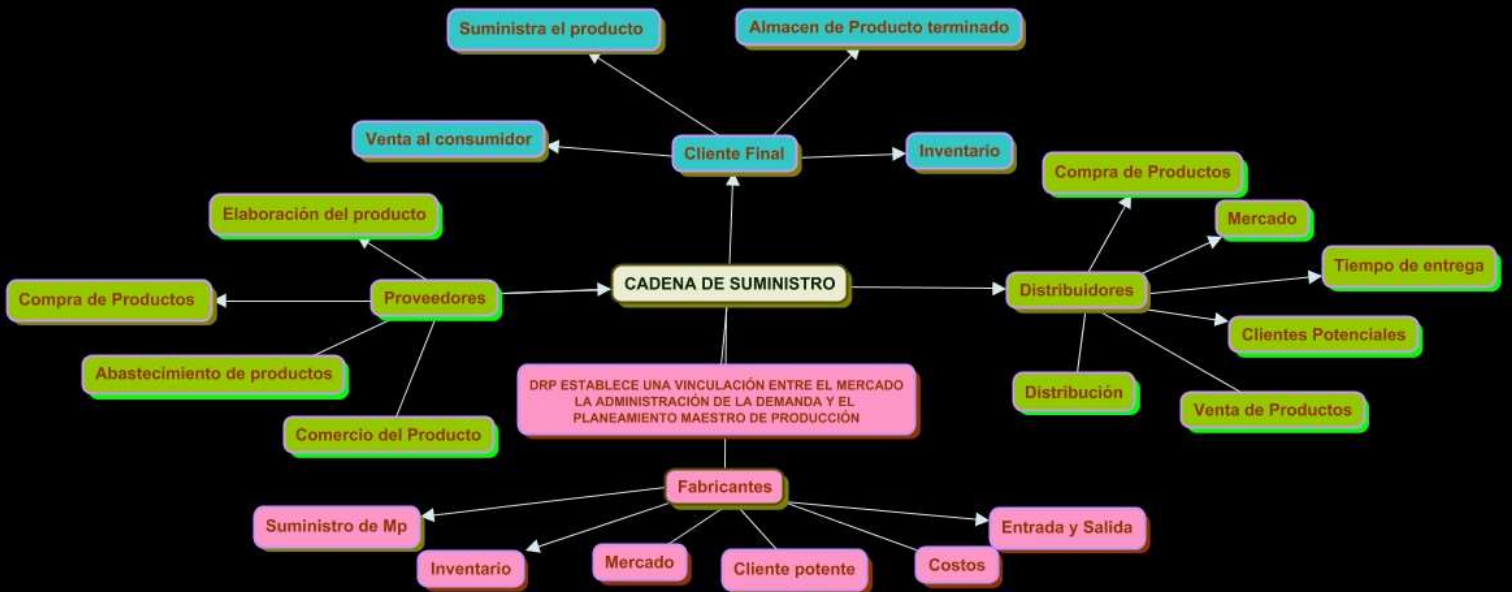 Suministra el producto
Almacen de Producto terminado
Venta al consumidor
Cliente Final
Inventario
Compra de Productos
Elaboración del producto
Mercado
Tiempo de entrega
CADENA DE SUMINISTRO
Compra de Productos
Proveedores
Distribuidores
Clientes Potenciales
Abastecimiento de productos
DRP ESTABLECE UNA VINCULACIÓN ENTRE EL MERCADO
LA ADMINISTRACIÓN DE LA DEMANDA Y EL
PLANEAMIENTO MAESTRO DE PRODUCCIÓN
Distribución
Venta de Productos
Comercio del Producto
Fabricantes
Suministro de Mp
Entrada y Salida
Inventario
Mercado
Cliente potente
Costos